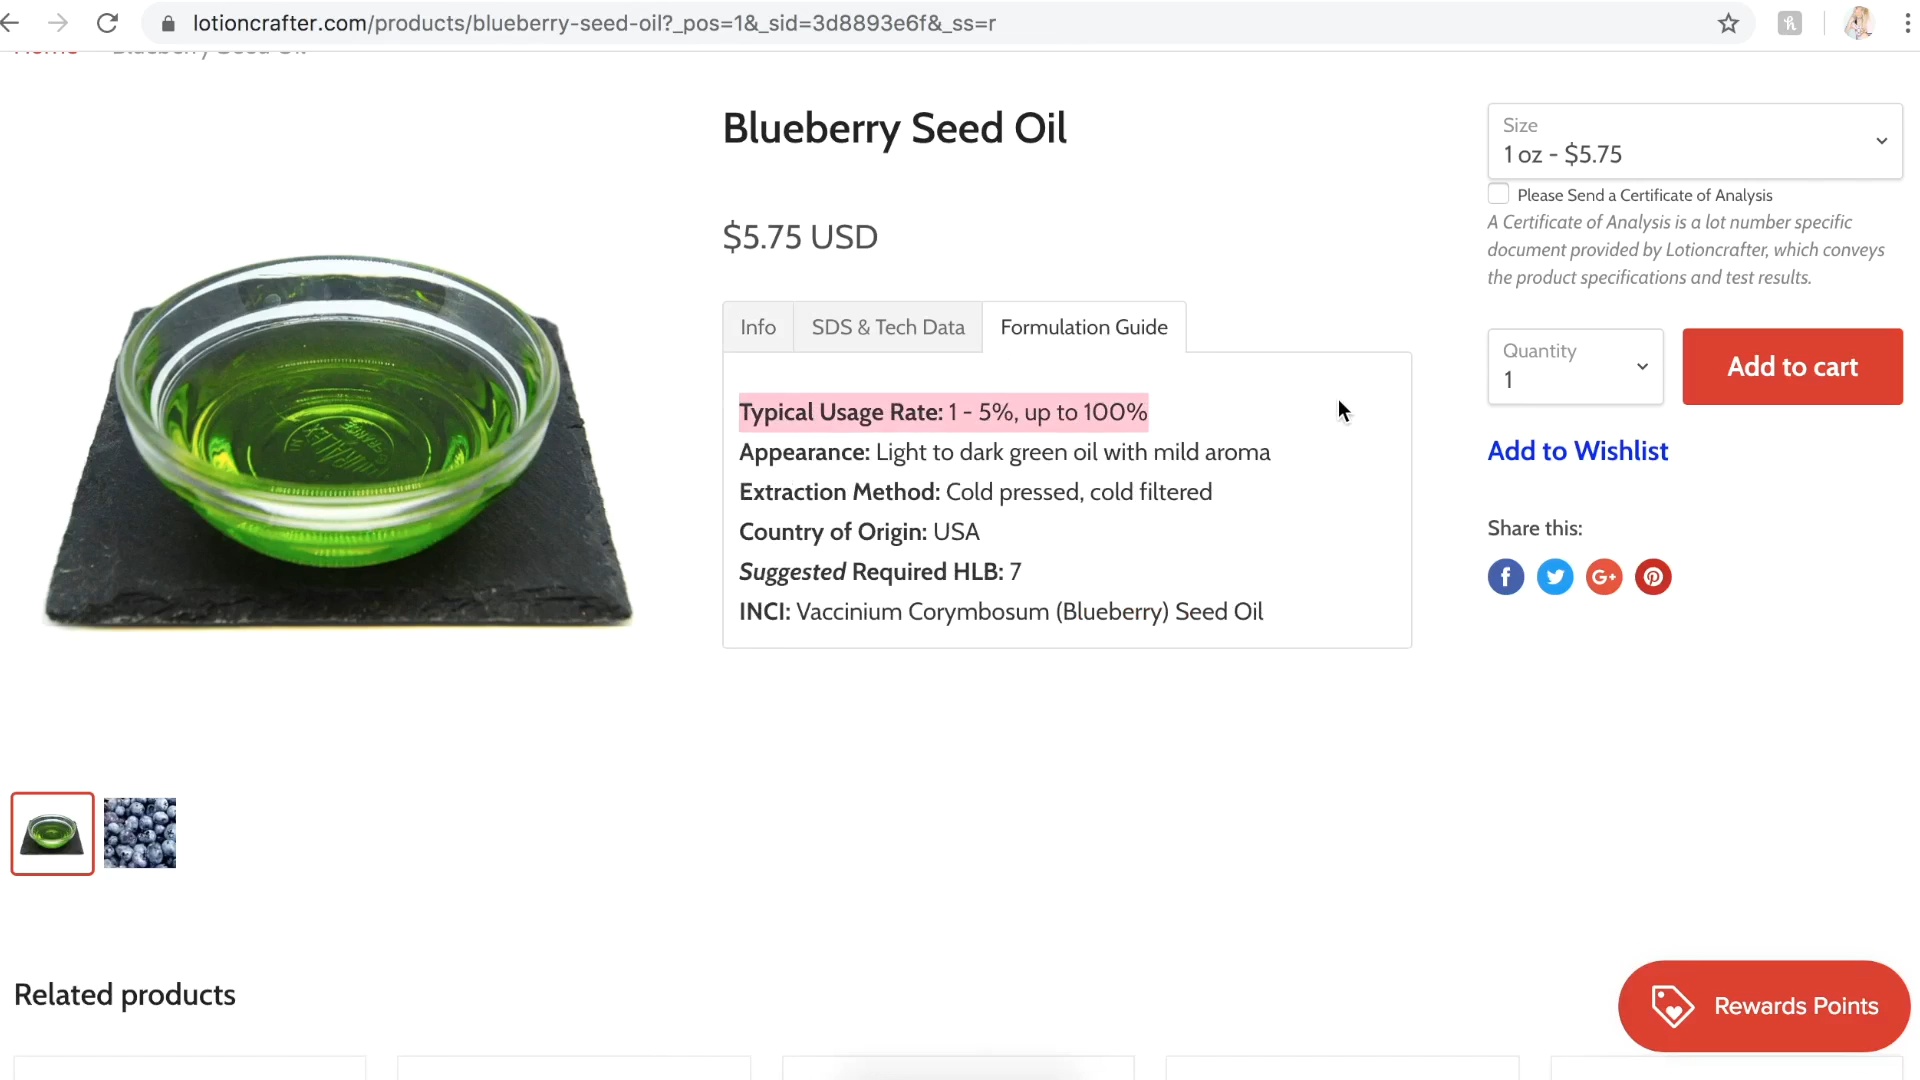 lotioncrafter.com/products/blueberry-seed-oil?_pos=1&_sid=3d8893e6f&_ss=r
Home Blueberry Seed Oil
Blueberry Seed Oil
$5.75 USD
Info
SDS & Tech Data
Formulation Guide
Typical Usage Rate: 1 - 5%, up to 100%
Appearance: Light to dark green oil with mild aroma
Extraction Method: Cold pressed, cold filtered
Country of Origin: USA
Suggested Required HLB: 7
INCI: Vaccinium Corymbosum (Blueberry) Seed Oil
Size
1 oz - $5.75
Please Send a Certificate of Analysis
A Certificate of Analysis is a lot number specific
document provided by Lotioncrafter, which conveys
the product specifications and test results.
Quantity
1
Add to cart
Add to Wishlist
Share this:
Related products
Rewards Points